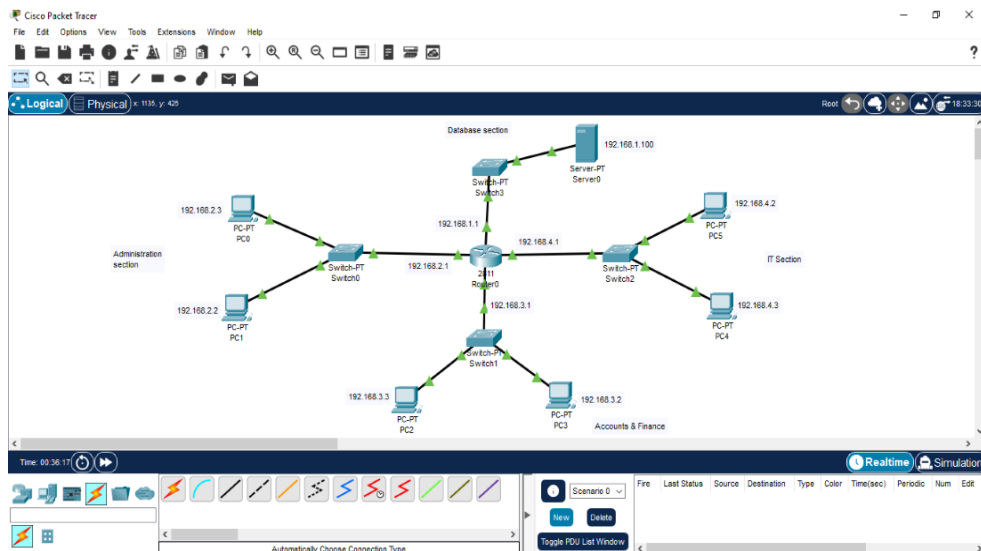 Cisco Packet Tracer
File Edit Options View Tools Extensions Window Help
?
Logical Physical x: 1135, y: 425 Root 18:33:30
Database section
192.168.1.100
Server-PT
Server0
Switch-PT
Switch3
192.168.2.3
PC-PT
PC0
192.168.1.1
192.168.4.2
PC-PT
PC5
Administration
section
Switch-PT
Switch0
192.168.2.1
2811
Router0
192.168.4.1
Switch-PT
Switch2
IT Section
192.168.2.2
PC-PT
PC1
192.168.3.1
192.168.4.3
PC-PT
PC4
Switch-PT
Switch1
192.168.3.3
PC-PT
PC2
192.168.3.2
PC-PT
PC3
Accounts & Finance
Time: 00:36:17 Realtime Simulation
Scenario 0
New Delete
Toggle PDU List Window
Fire Last Status Source Destination Type Color Time(sec) Periodic Num Edit
Automatically Choose Connection Type